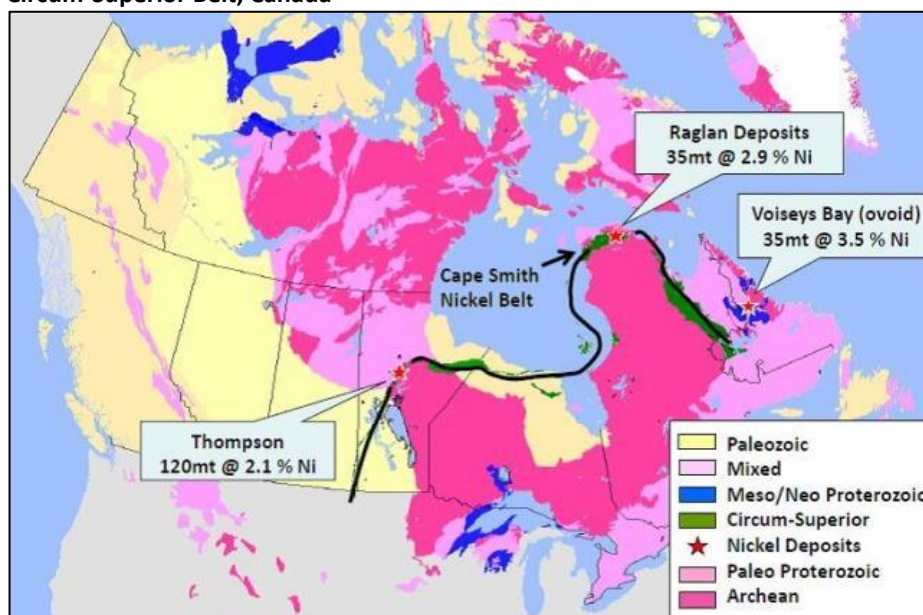 Circum-Superior Belt, Canada
Raglan Deposits
35mt @ 2.9 % Ni
Voiseys Bay (ovoid)
35mt @ 3.5 % Ni
Cape Smith
Nickel Belt
Thompson
120mt @ 2.1 % Ni
Paleozoic
Mixed
Meso/Neo Proterozoic
Circum-Superior
Nickel Deposits
Paleo Proterozoic
Archean